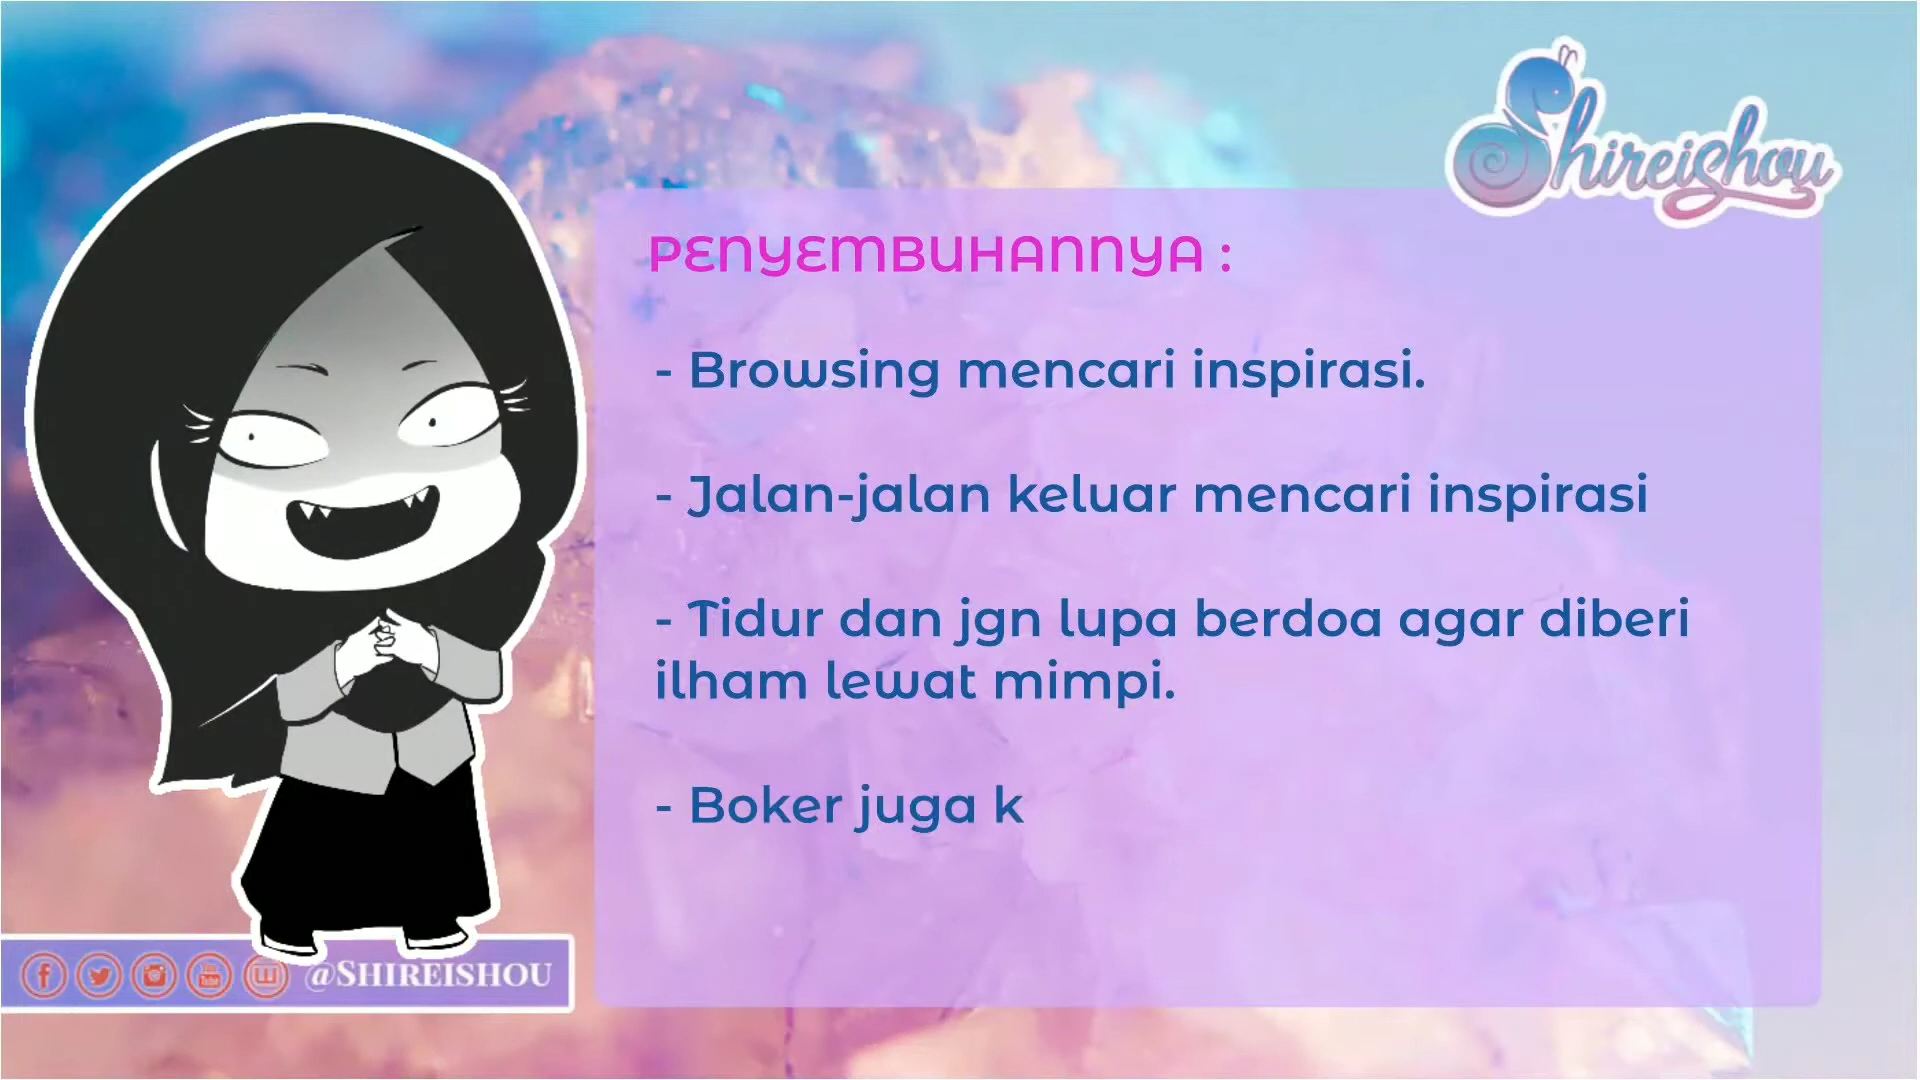 Shireishou
PENYEMBUHANNYA :
- Browsing mencari inspirasi.
- Jalan-jalan keluar mencari inspirasi
- Tidur dan jgn lupa berdoa agar diberi
ilham lewat mimpi.
- Boker juga k
@SHIREISHOU